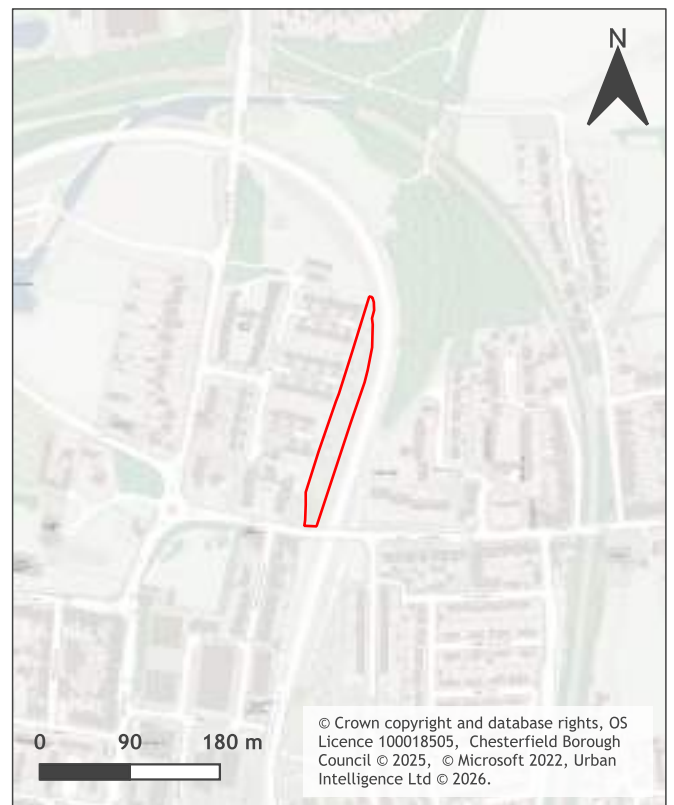 N
0 90 180 m
© Crown copyright and database rights, OS
Licence 100018505, Chesterfield Borough
Council © 2025, © Microsoft 2022, Urban
Intelligence Ltd © 2026.